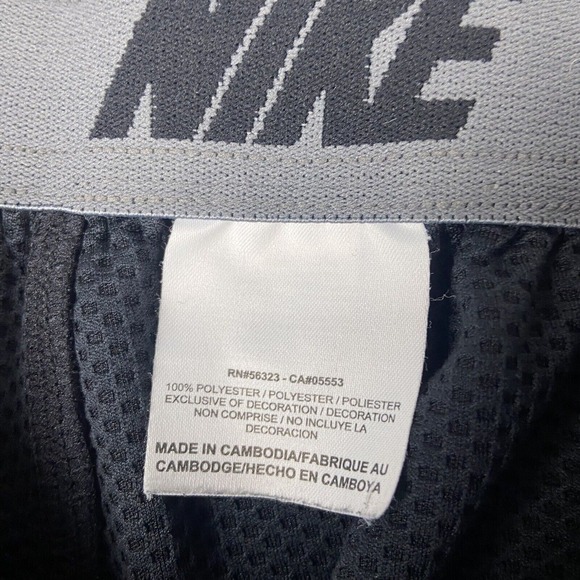 NIKE
RN#56323 - CA#05553
100% POLYESTER / POLYESTER / POLIESTER
EXCLUSIVE OF DECORATION / DECORATION
NON COMPRISE / NO INCLUYE LA
DECORACION
MADE IN CAMBODIA/FABRIQUE AU
CAMBODGE/HECHO EN CAMBOYA